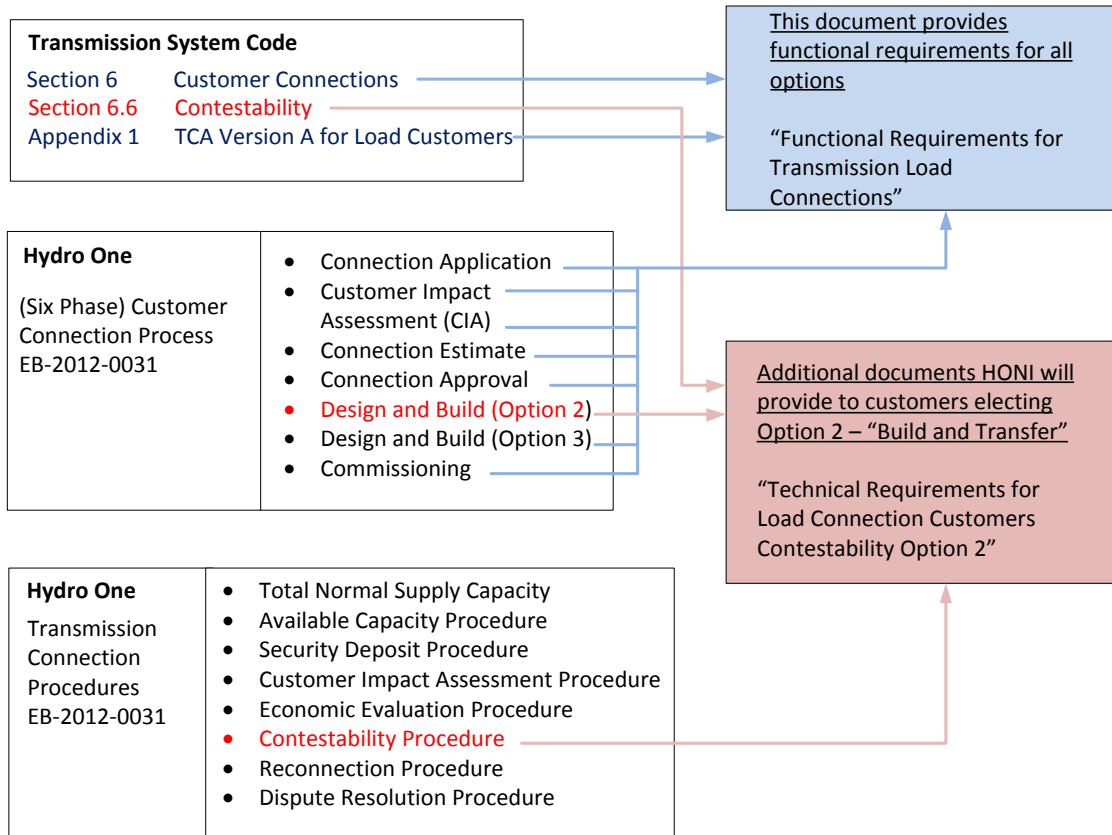 Transmission System Code
Section 6 Customer Connections
Section 6.6 Contestability
Appendix 1 TCA Version A for Load Customers
This document provides
functional requirements for all
options
“Functional Requirements for
Transmission Load
Connections”
Hydro One
(Six Phase) Customer
Connection Process
EB-2012-0031
• Connection Application
• Customer Impact
Assessment (CIA)
• Connection Estimate
• Connection Approval
• Design and Build (Option 2)
• Design and Build (Option 3)
• Commissioning
Additional documents HONI will
provide to customers electing
Option 2 – “Build and Transfer”
“Technical Requirements for
Load Connection Customers
Contestability Option 2”
Hydro One
Transmission
Connection
Procedures
EB-2012-0031
• Total Normal Supply Capacity
• Available Capacity Procedure
• Security Deposit Procedure
• Customer Impact Assessment Procedure
• Economic Evaluation Procedure
• Contestability Procedure
• Reconnection Procedure
• Dispute Resolution Procedure